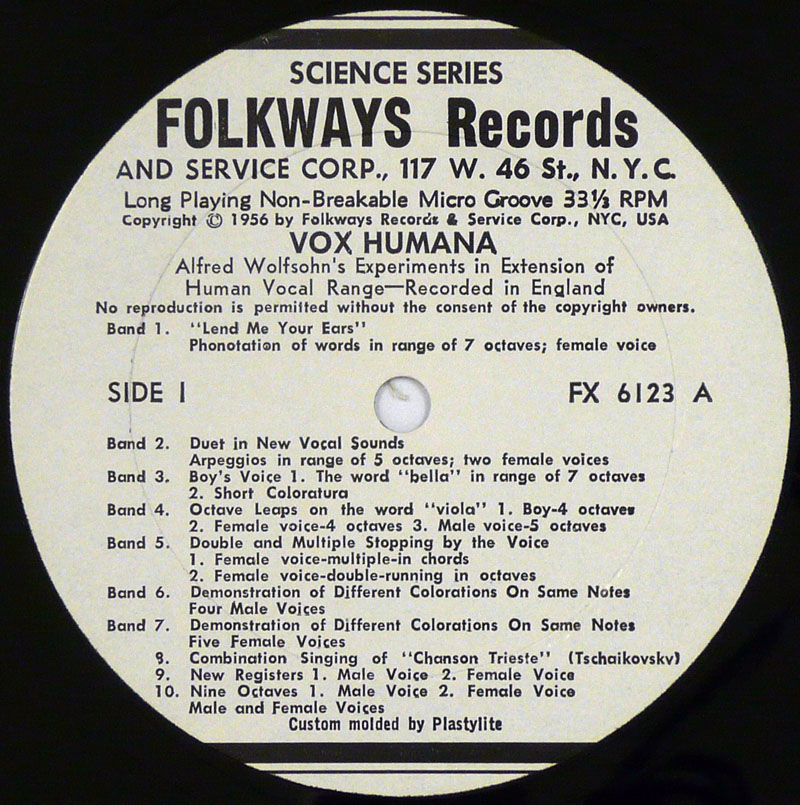 SCIENCE SERIES
FOLKWAYS Records
AND SERVICE CORP., 117 W. 46 St., N.Y.C.
Long Playing Non-Breakable Micro Groove 33⅓ RPM
Copyright © 1956 by Folkways Records & Service Corp., NYC, USA
VOX HUMANA
Alfred Wolfsohn's Experiments in Extension of
Human Vocal Range—Recorded in England
No reproduction is permitted without the consent of the copyright owners.
Band 1. "Lend Me Your Ears"
Phonotation of words in range of 7 octaves; female voice
SIDE I FX 6123 A
Band 2. Duet in New Vocal Sounds
Arpeggios in range of 5 octaves; two female voices
Band 3. Boy's Voice 1. The word "bella" in range of 7 octaves
2. Short Coloratura
Band 4. Octave Leaps on the word "viola" 1. Boy-4 octaves
2. Female voice-4 octaves 3. Male voice-5 octaves
Band 5. Double and Multiple Stopping by the Voice
1. Female voice-multiple-in chords
2. Female voice-double-running in octaves
Band 6. Demonstration of Different Colorations On Same Notes
Four Male Voices
Band 7. Demonstration of Different Colorations On Same Notes
Five Female Voices
8. Combination Singing of "Chanson Trieste" (Tschaikovsky)
9. New Registers 1. Male Voice 2. Female Voice
10. Nine Octaves 1. Male Voice 2. Female Voice
Male and Female Voices
Custom molded by Plastylite